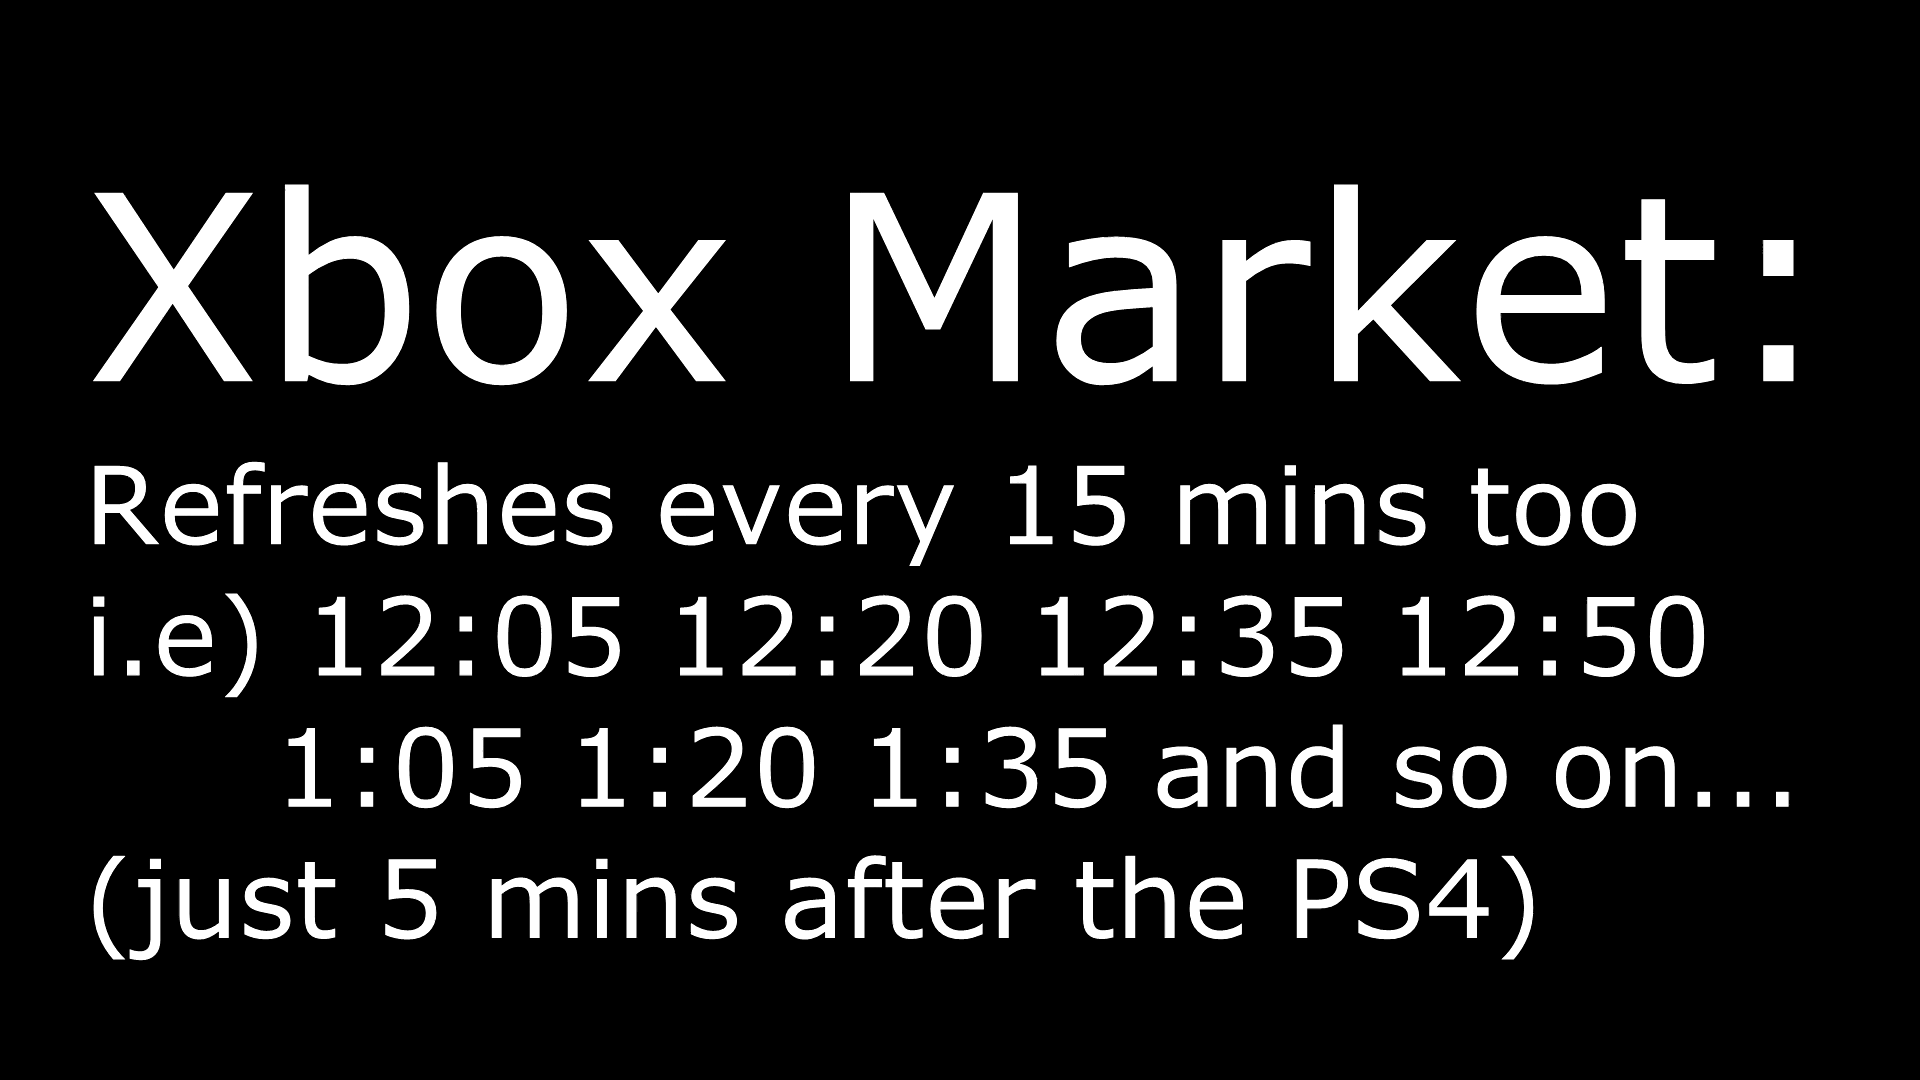 Xbox Market:
Refreshes every 15 mins too
i.e) 12:05 12:20 12:35 12:50
1:05 1:20 1:35 and so on...
(just 5 mins after the PS4)